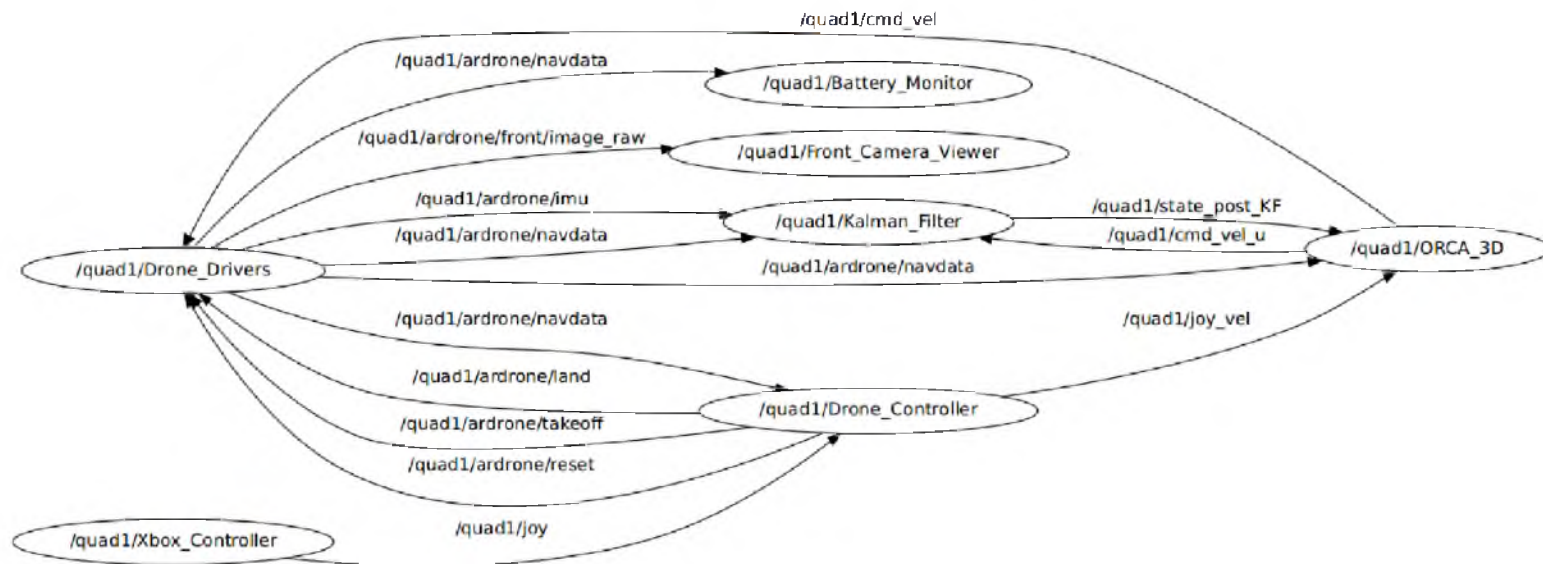 /quad1/cmd_vel
/quad1/ardrone/navdata
/quad1/Battery_Monitor
/quad1/ardrone/front/image_raw
/quad1/Front_Camera_Viewer
/quad1/ardrone/imu
/quad1/Kalman_Filter
/quad1/state_post_KF
/quad1/ardrone/navdata
/quad1/cmd_vel_u
/quad1/ORCA_3D
/quad1/Drone_Drivers
/quad1/ardrone/navdata
/quad1/ardrone/navdata
/quad1/joy_vel
/quad1/ardrone/land
/quad1/Drone_Controller
/quad1/ardrone/takeoff
/quad1/ardrone/reset
/quad1/joy
/quad1/Xbox_Controller